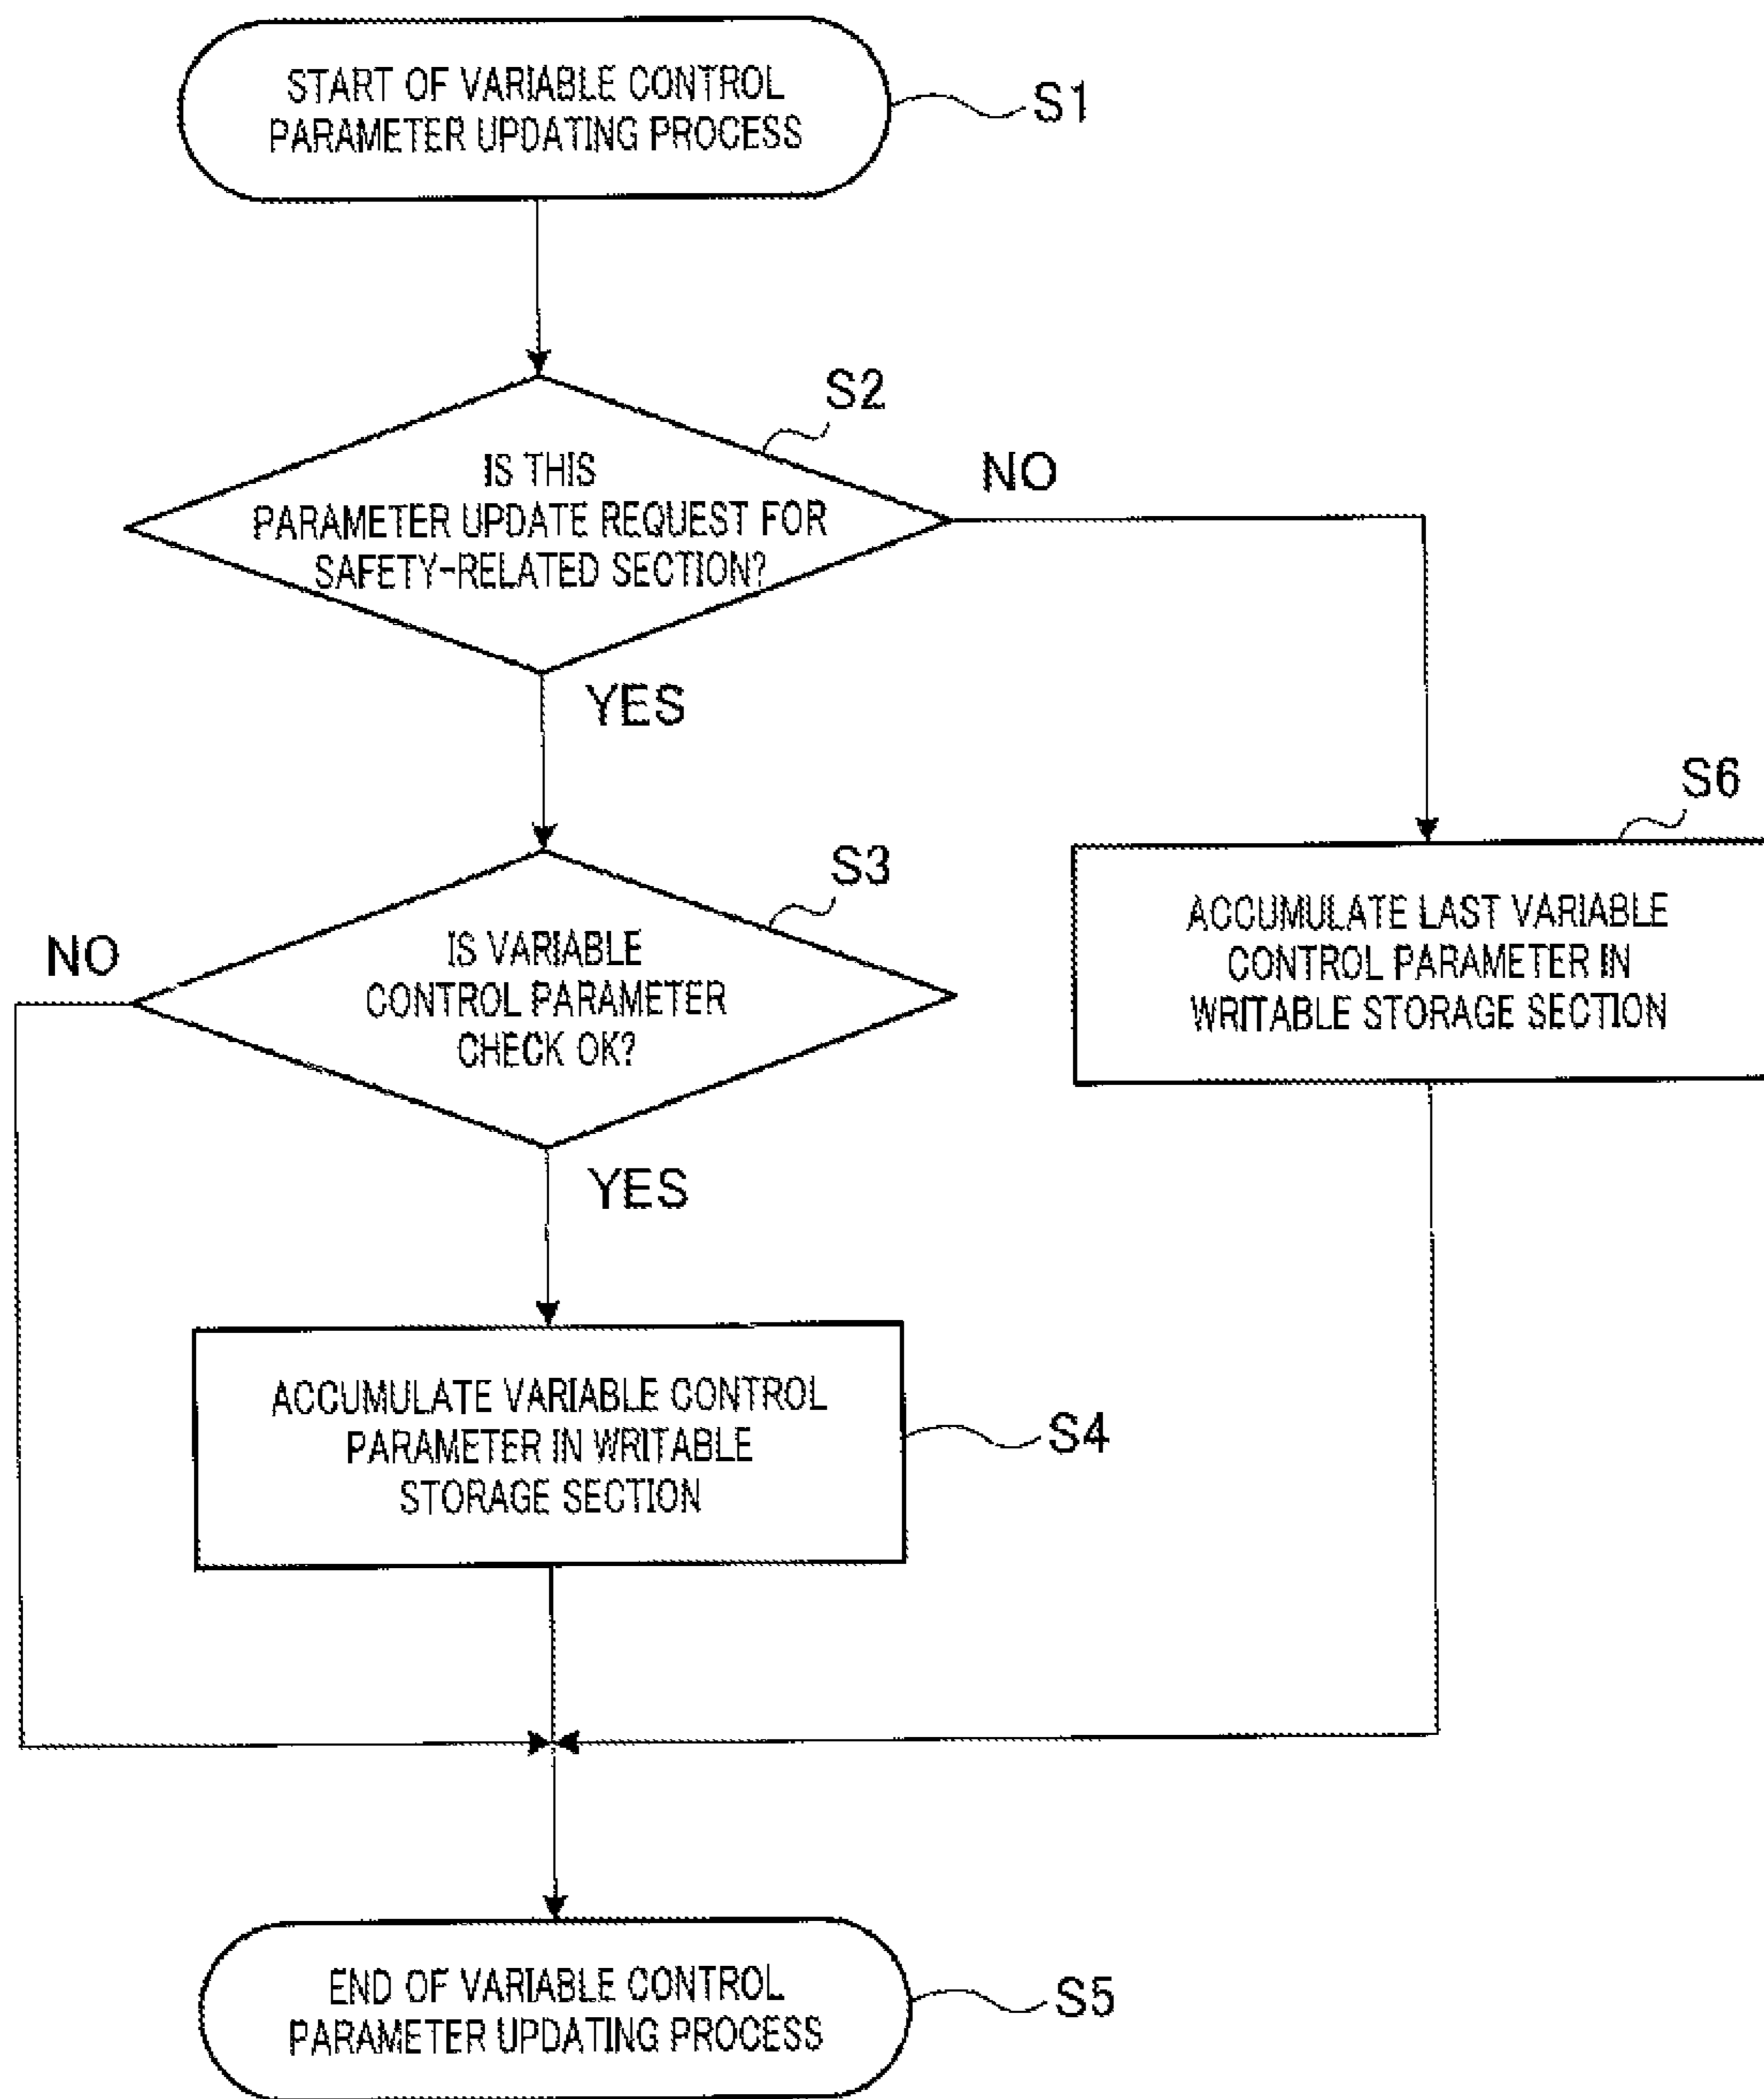 START OF VARIABLE CONTROL
PARAMETER UPDATING PROCESS
S1
S2
IS THIS
PARAMETER UPDATE REQUEST FOR
SAFETY-RELATED SECTION?
NO
YES
S6
ACCUMULATE LAST VARIABLE
CONTROL PARAMETER IN
WRITABLE STORAGE SECTION
S3
NO
IS VARIABLE
CONTROL PARAMETER
CHECK OK?
YES
ACCUMULATE VARIABLE CONTROL
PARAMETER IN WRITABLE
STORAGE SECTION
S4
END OF VARIABLE CONTROL
PARAMETER UPDATING PROCESS
S5